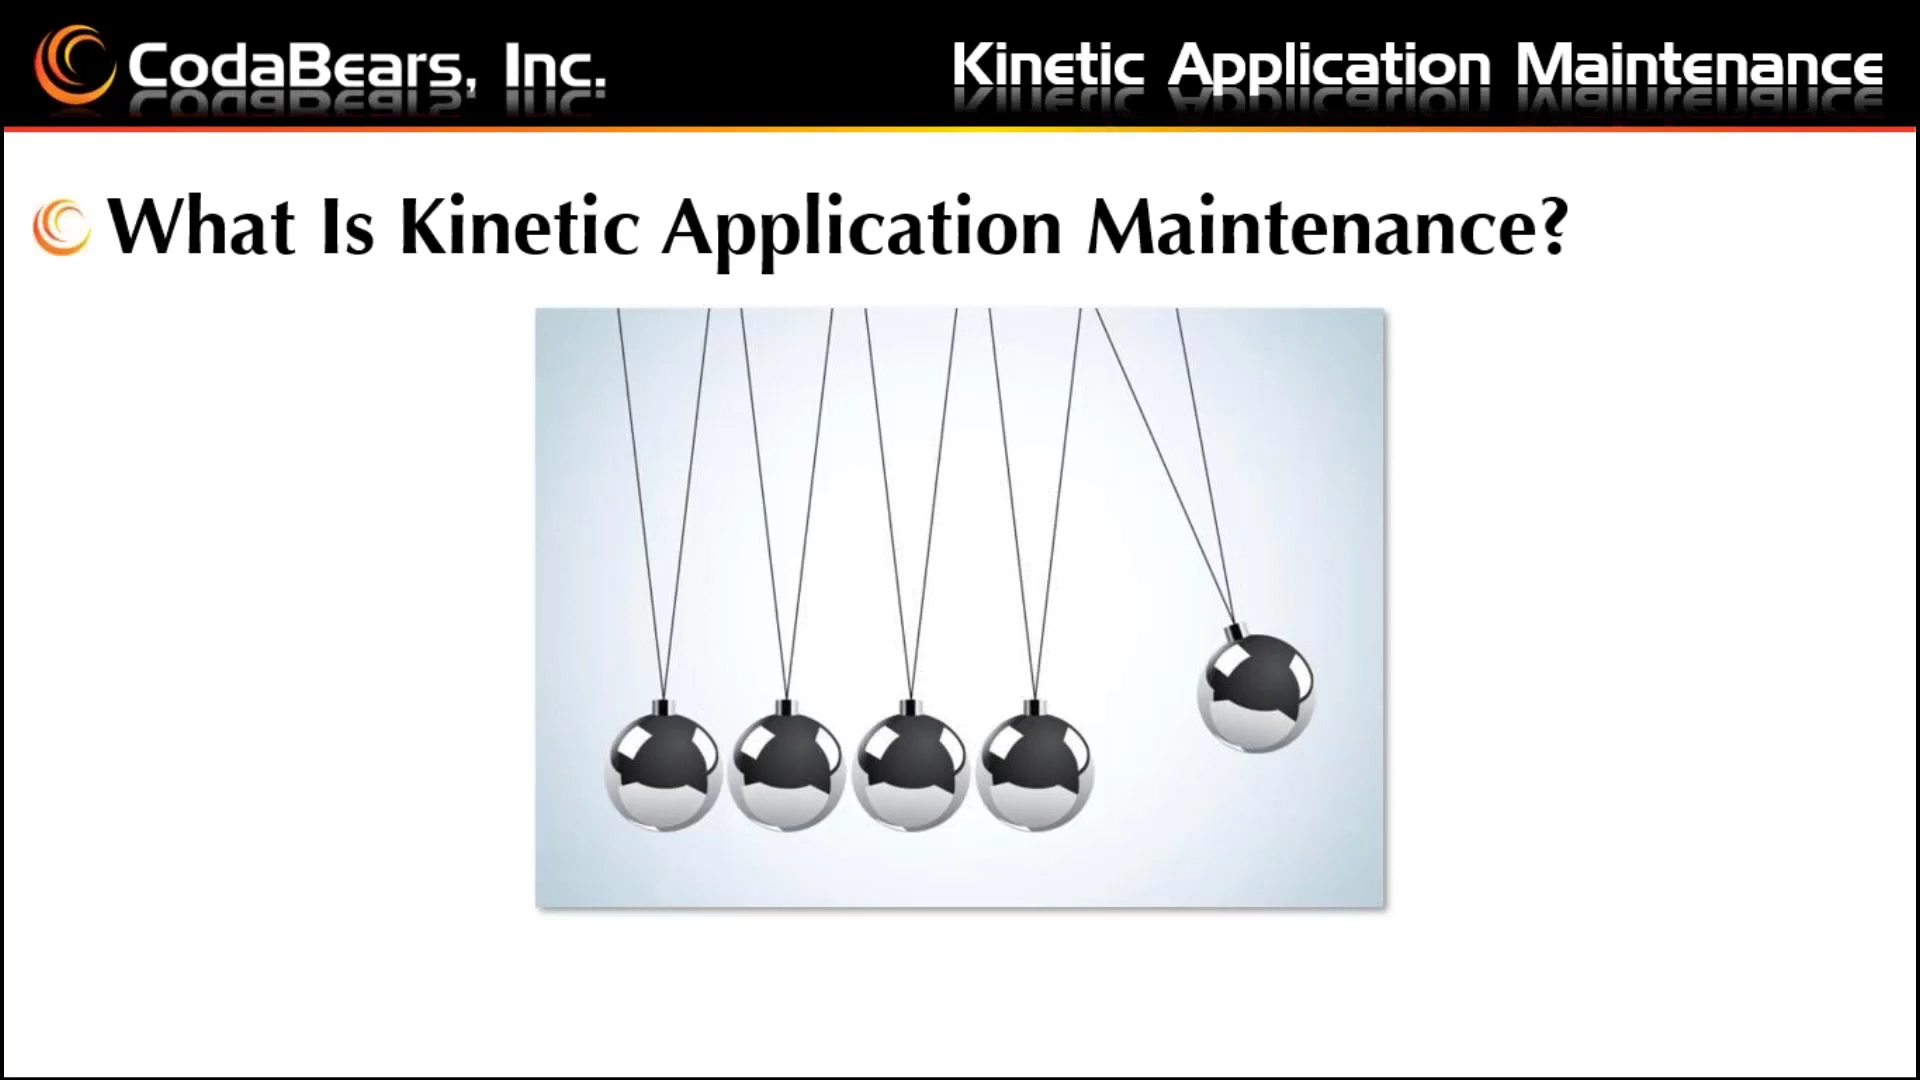 CodaBears, Inc.
Kinetic Application Maintenance
What Is Kinetic Application Maintenance?